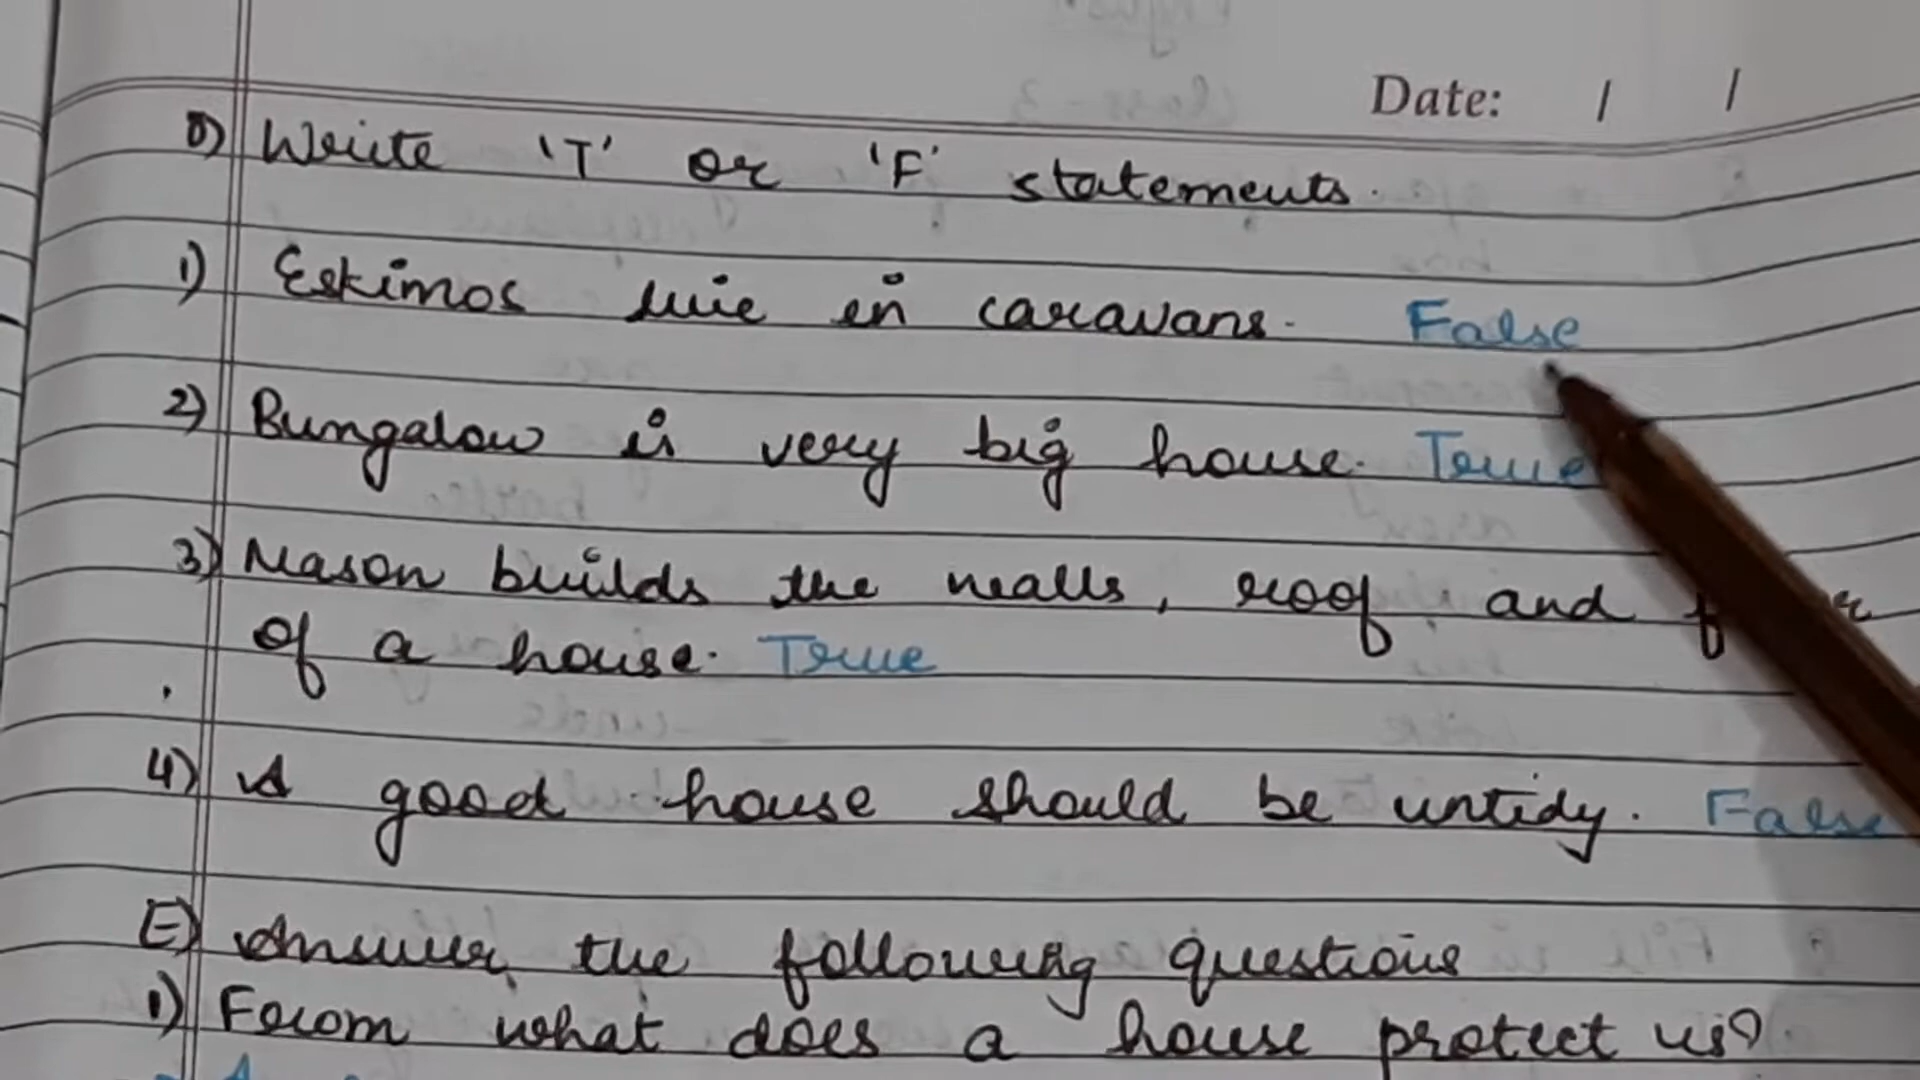 Date: / /
D) Write 'T' or 'F' statements.
1) Eskimos live in caravans. False
2) Bungalow is very big house. True
3) Mason builds the walls, roof and
of a house. True
4) A good house should be untidy. False
E) Answer the following questions
1) From what does a house protect us?